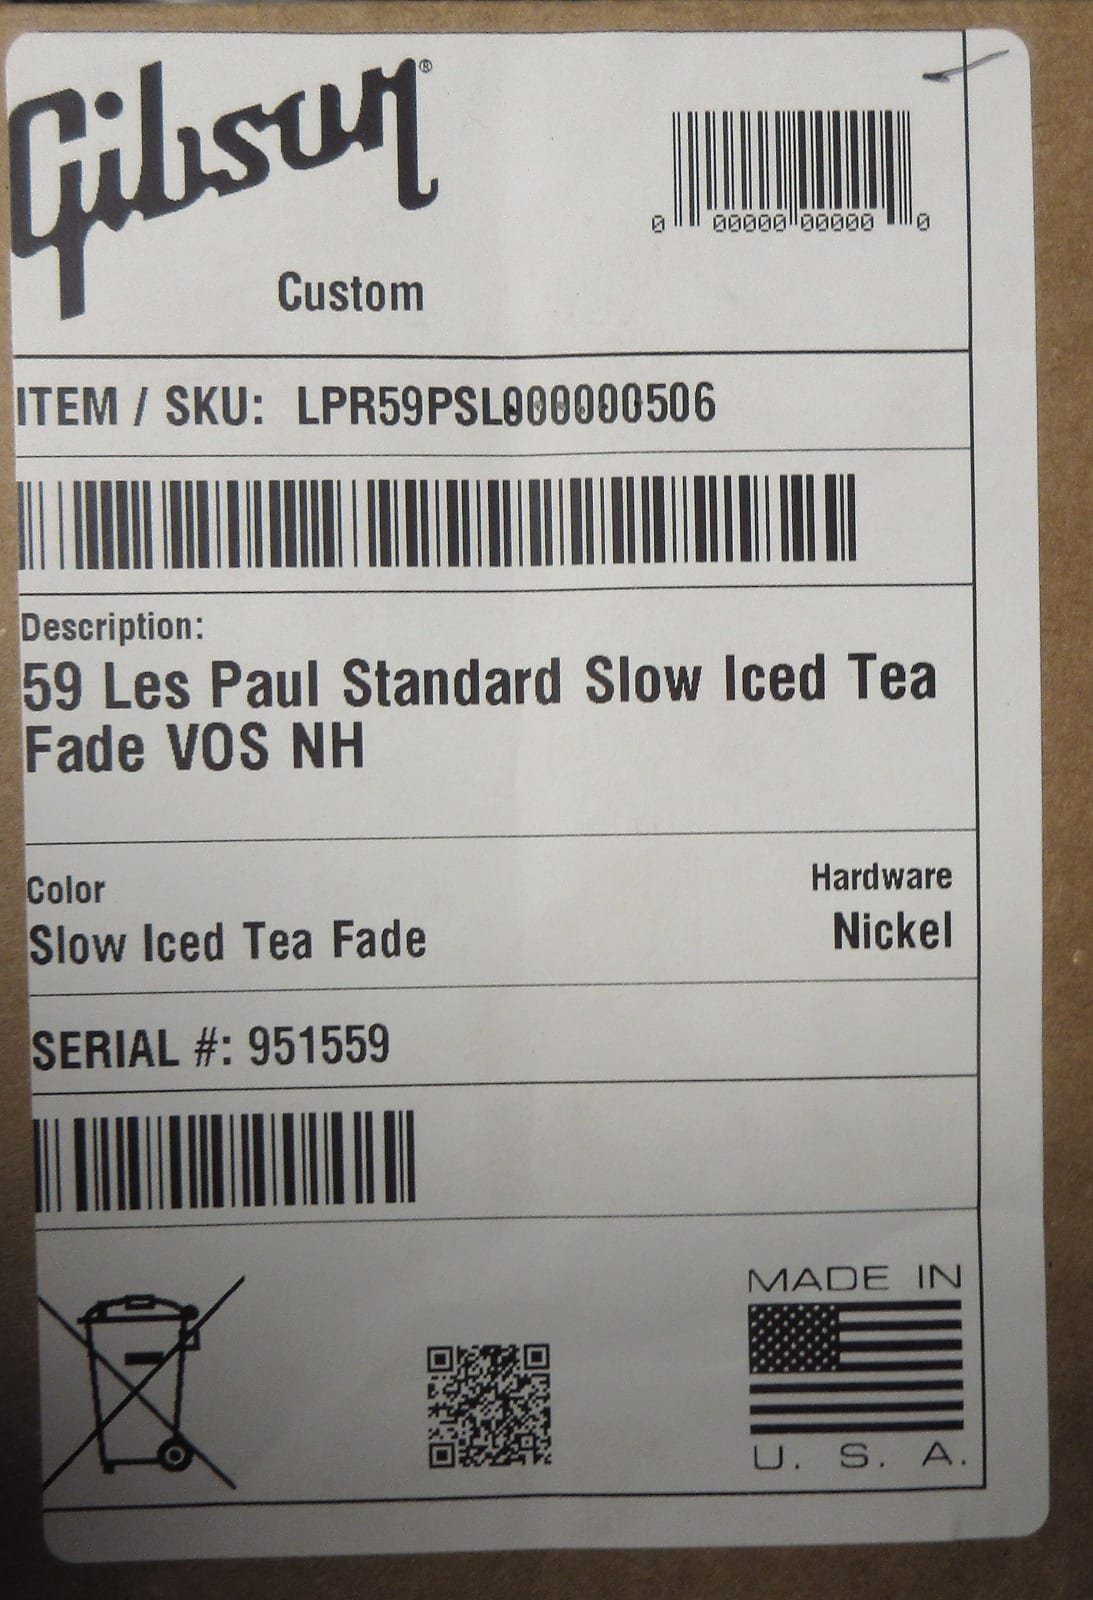 Gibson®
0 00000 00000 0
Custom
ITEM / SKU: LPR59PSL000000506
Description:
59 Les Paul Standard Slow Iced Tea
Fade VOS NH
Color
Slow Iced Tea Fade
Hardware
Nickel
SERIAL #: 951559
MADE IN
U. S. A.